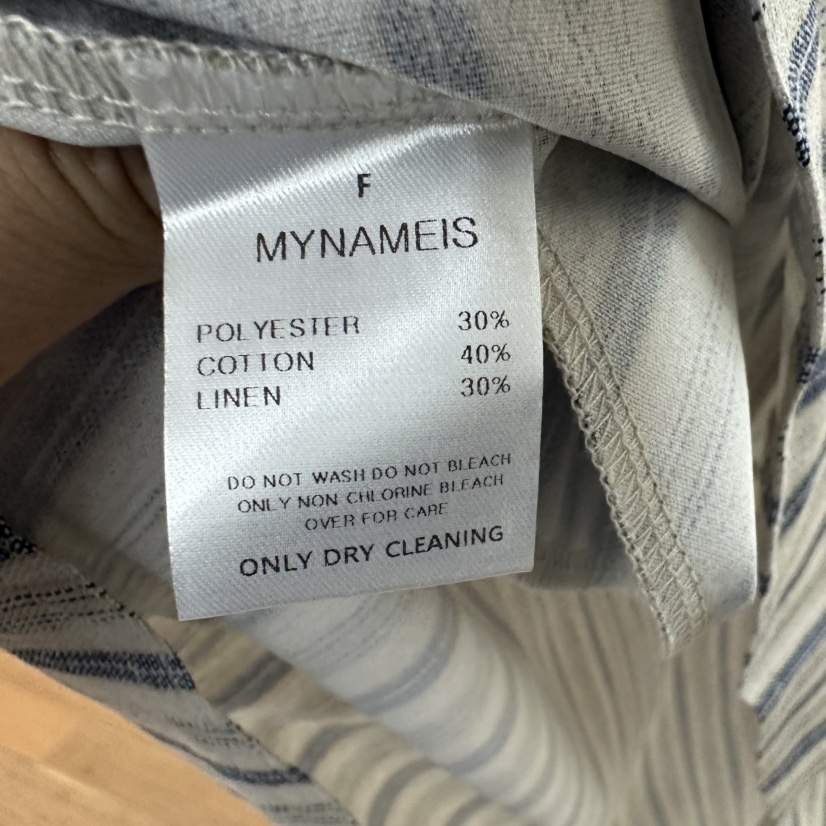 F
MYNAMEIS
POLYESTER 30%
COTTON 40%
LINEN 30%
DO NOT WASH DO NOT BLEACH
ONLY NON CHLORINE BLEACH
OVER FOR CARE
ONLY DRY CLEANING